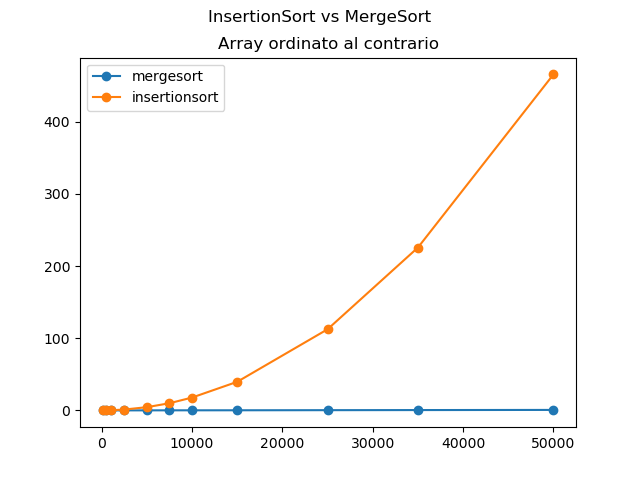 InsertionSort vs MergeSort
Array ordinato al contrario
mergesort
insertionsort
400
300
200
100
0
0 10000 20000 30000 40000 50000